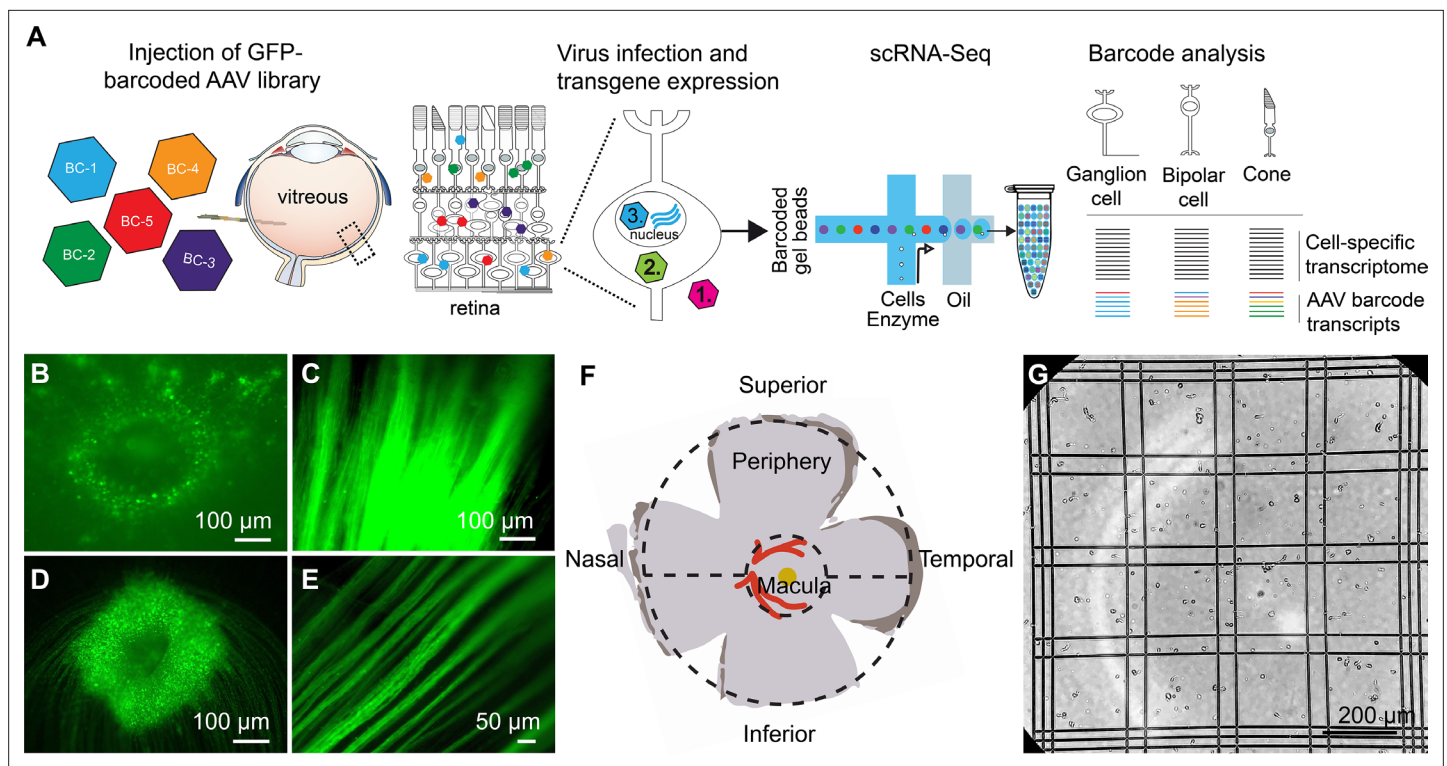 A
Injection of GFP-
barcoded AAV library
BC-1
BC-4
BC-5
BC-2
BC-3
vitreous
retina
Virus infection and
transgene expression
3.
nucleus
2.
1.
scRNA-Seq
Barcoded
gel beads
Cells
Enzyme
Oil
Barcode analysis
Ganglion
cell
Bipolar
cell
Cone
Cell-specific
transcriptome
AAV barcode
transcripts
B
100 µm
C
100 µm
D
100 µm
E
50 µm
F
Superior
Periphery
Nasal
Macula
Temporal
Inferior
G
200 µm